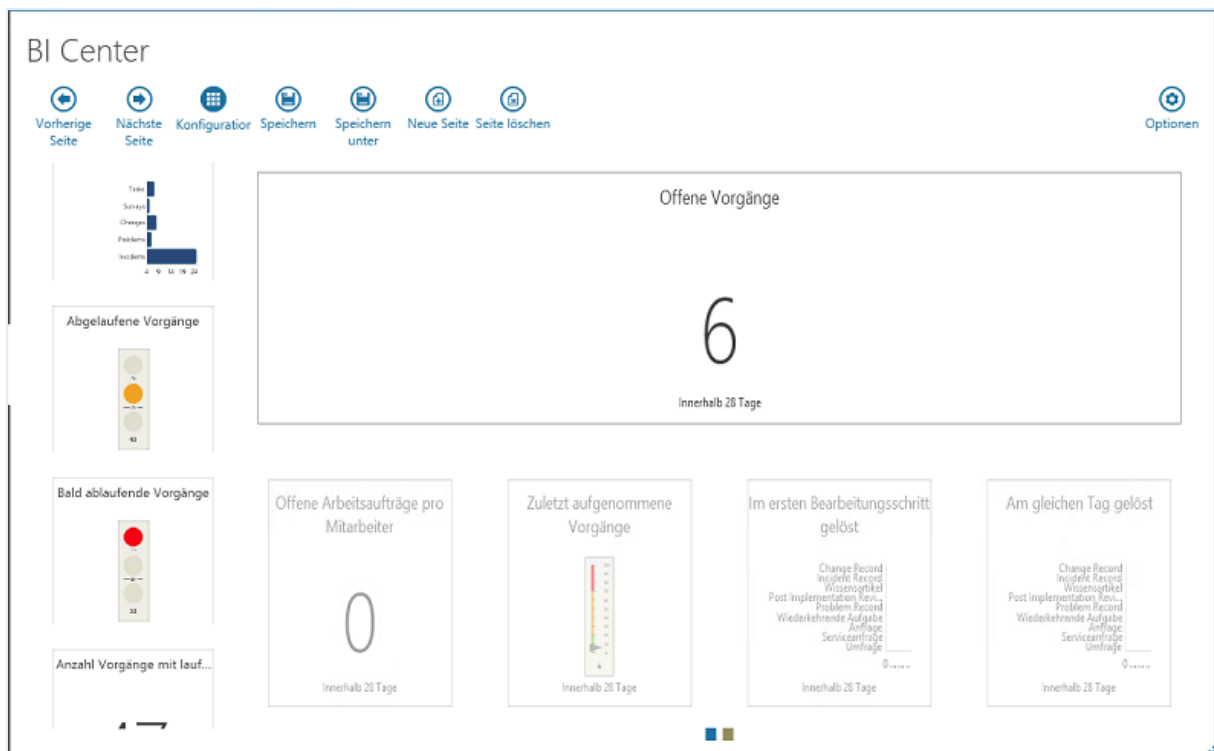 BI Center
Vorherige Seite
Nächste Seite
Konfiguration
Speichern
Speichern unter
Neue Seite
Seite löschen
Optionen
Tasks
Surveys
Changes
Problems
Incidents
4 9 14 19 24
Abgelaufene Vorgänge
Bald ablaufende Vorgänge
Anzahl Vorgänge mit lauf...
Offene Vorgänge
6
Innerhalb 28 Tage
Offene Arbeitsaufträge pro
Mitarbeiter
0
Innerhalb 28 Tage
Zuletzt aufgenommene
Vorgänge
6
Innerhalb 28 Tage
Im ersten Bearbeitungsschritt
gelöst
Change Record
Incident Record
Wissensartikel
Post Implementation Revi...
Problem Record
Wiederkehrende Aufgabe
Anfrage
Serviceanfrage
Umfrage
0
Innerhalb 28 Tage
Am gleichen Tag gelöst
Change Record
Incident Record
Wissensartikel
Post Implementation Revi...
Problem Record
Wiederkehrende Aufgabe
Anfrage
Serviceanfrage
Umfrage
0
Innerhalb 28 Tage